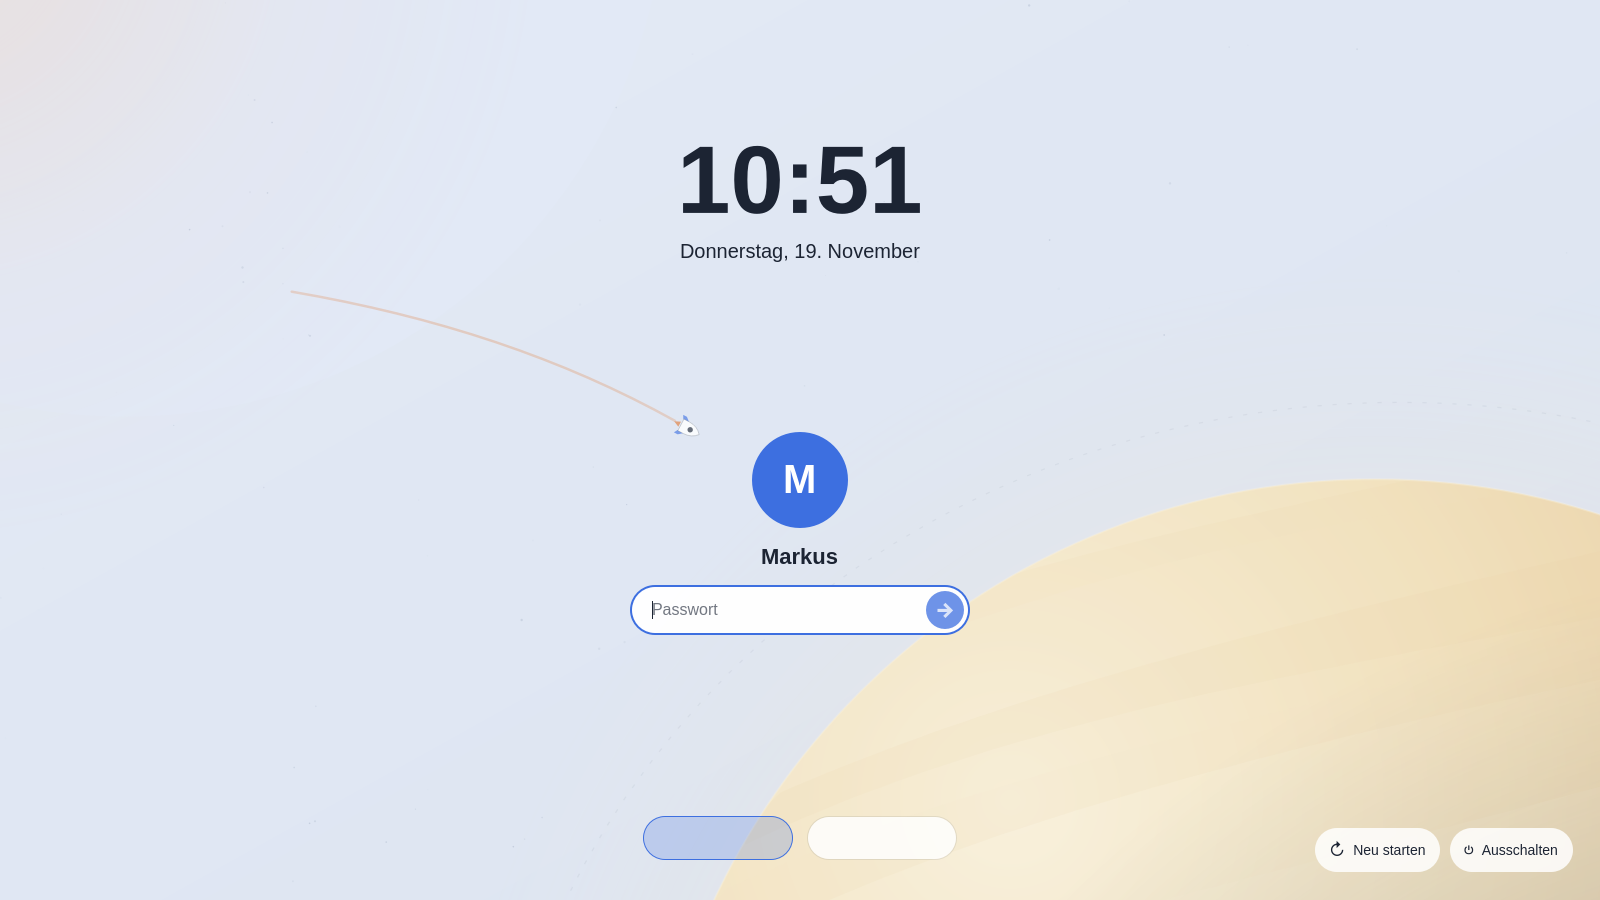 10:51
Donnerstag, 19. November
M
Markus
Passwort
Neu starten
Ausschalten